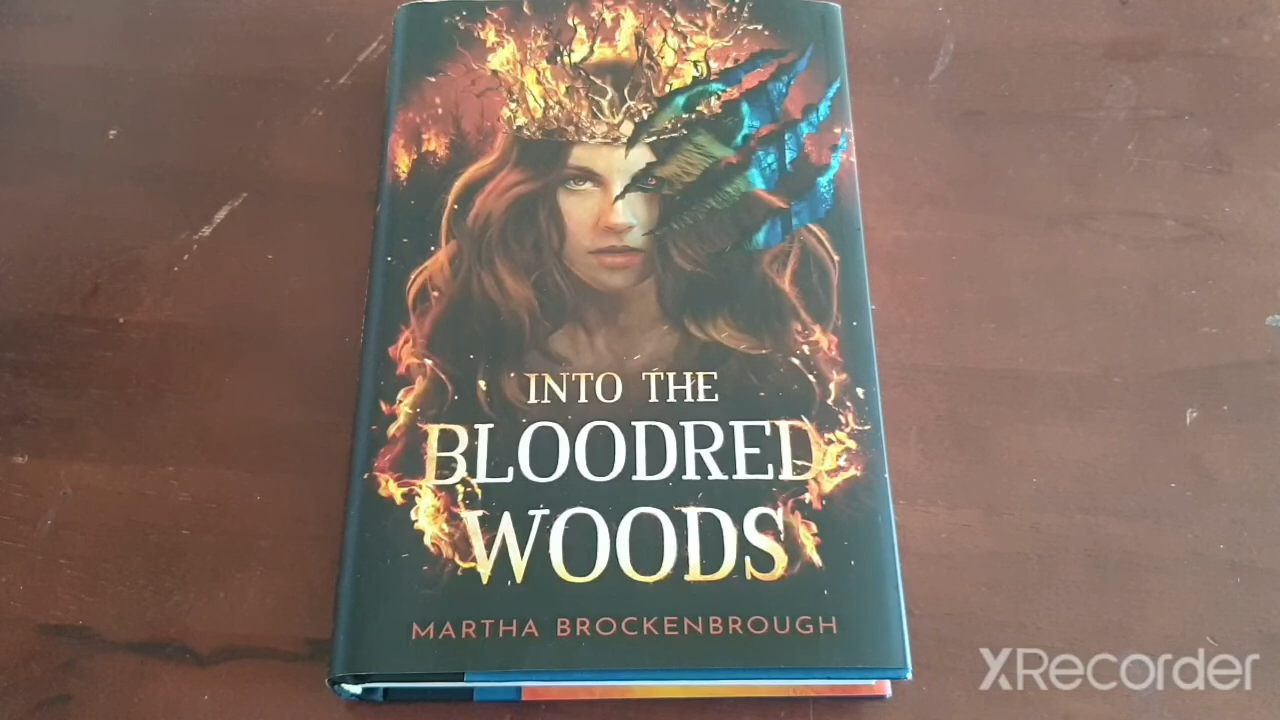 INTO THE
BLOODRED
WOODS
MARTHA BROCKENBROUGH
XRecorder